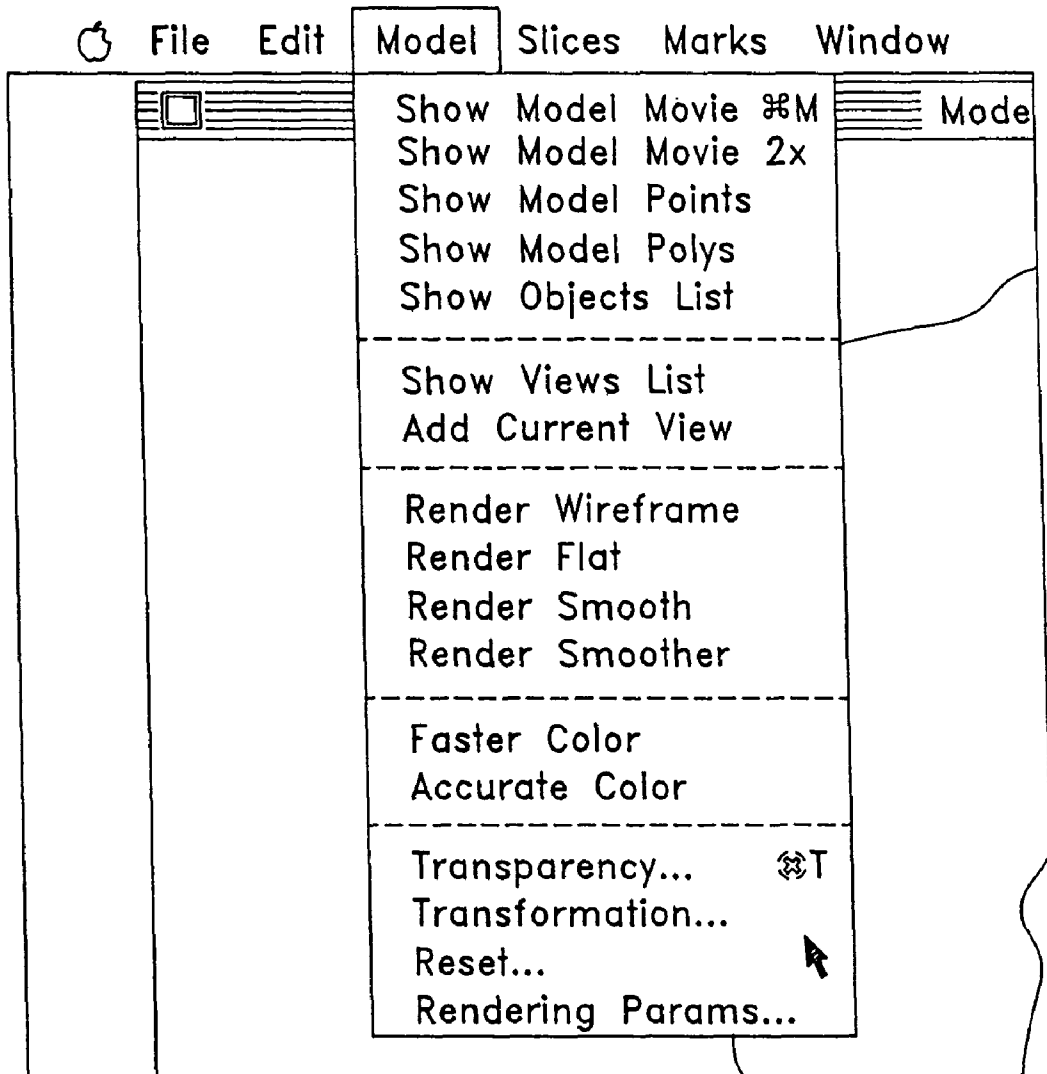 File Edit Model Slices Marks Window
Mode
Show Model Movie ⌘M
Show Model Movie 2x
Show Model Points
Show Model Polys
Show Objects List
Show Views List
Add Current View
Render Wireframe
Render Flat
Render Smooth
Render Smoother
Faster Color
Accurate Color
Transparency... ⌘T
Transformation...
Reset...
Rendering Params...